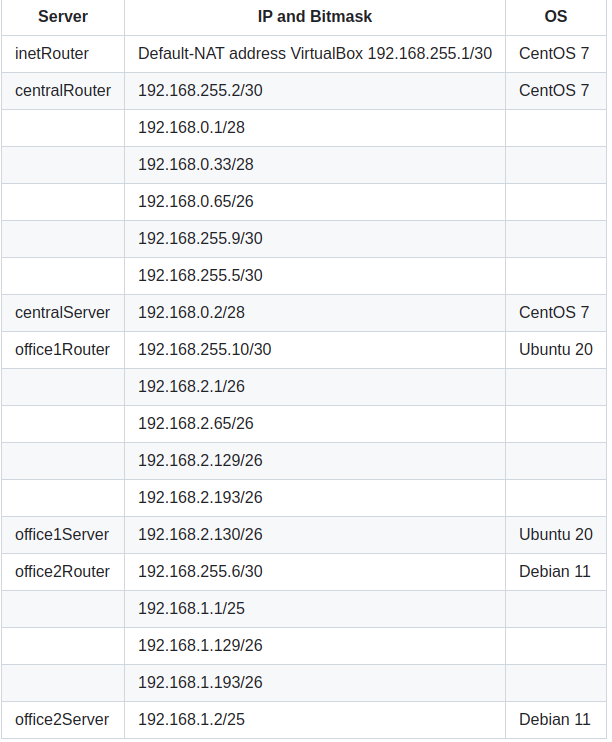 Server IP and Bitmask OS
inetRouter Default-NAT address VirtualBox 192.168.255.1/30 CentOS 7
centralRouter 192.168.255.2/30 CentOS 7
192.168.0.1/28
192.168.0.33/28
192.168.0.65/26
192.168.255.9/30
192.168.255.5/30
centralServer 192.168.0.2/28 CentOS 7
office1Router 192.168.255.10/30 Ubuntu 20
192.168.2.1/26
192.168.2.65/26
192.168.2.129/26
192.168.2.193/26
office1Server 192.168.2.130/26 Ubuntu 20
office2Router 192.168.255.6/30 Debian 11
192.168.1.1/25
192.168.1.129/26
192.168.1.193/26
office2Server 192.168.1.2/25 Debian 11